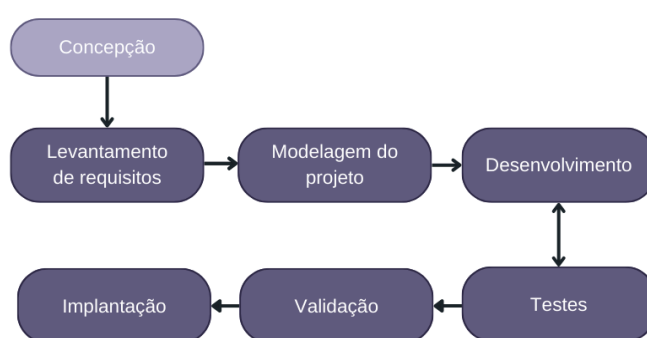 Concepção
Levantamento
de requisitos
Modelagem do
projeto
Desenvolvimento
Implantação
Validação
Testes